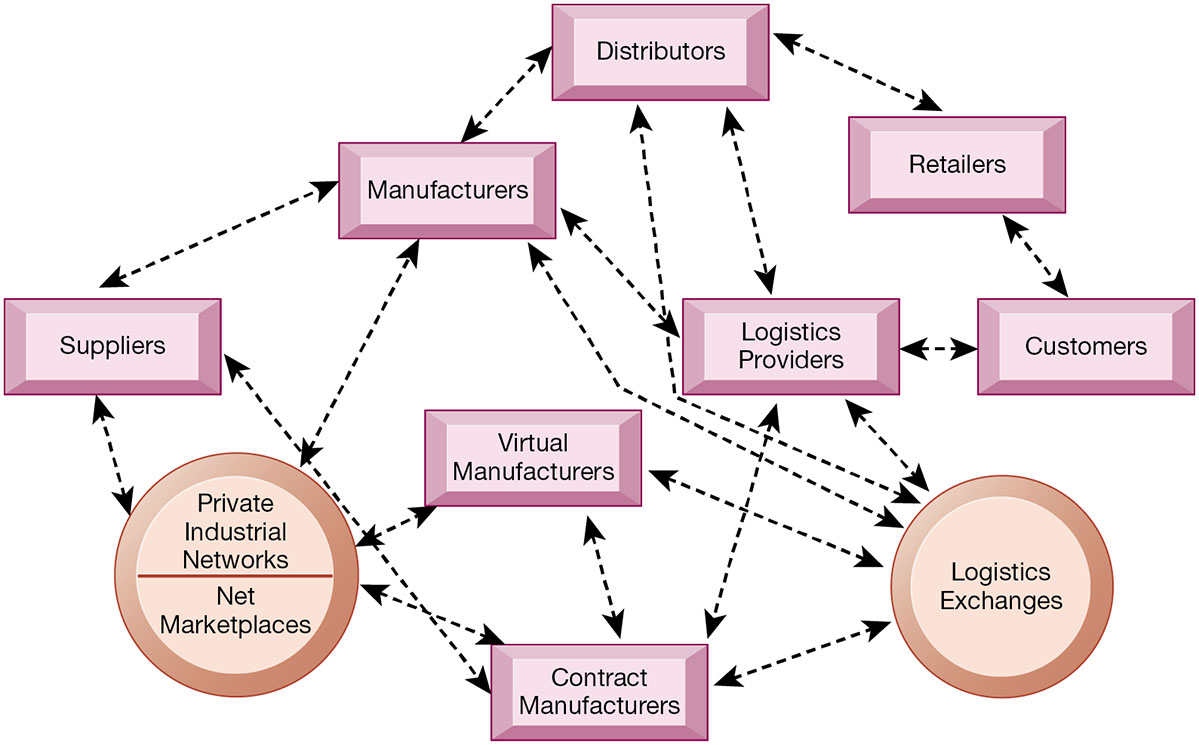 Distributors
Manufacturers
Retailers
Suppliers
Logistics
Providers
Customers
Virtual
Manufacturers
Private
Industrial
Networks
Net
Marketplaces
Logistics
Exchanges
Contract
Manufacturers